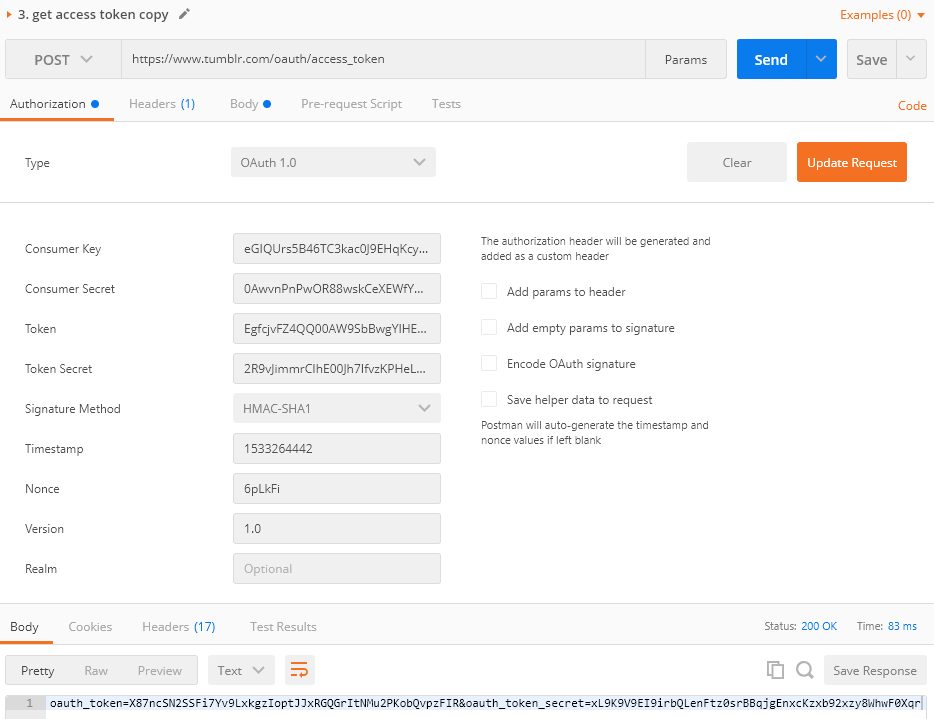 3. get access token copy
Examples (0)
POST
https://www.tumblr.com/oauth/access_token
Params
Send
Save
Authorization
Headers (1)
Body
Pre-request Script
Tests
Code
Type
OAuth 1.0
Clear
Update Request
Consumer Key
eGIQUrs5B46TC3kac0J9EHqKcy...
Consumer Secret
0AwvnPnPwOR88wskCeXEWfY...
Token
EgfcjvFZ4QQ00AW9SbBwgYIHE...
Token Secret
2R9vJimmrCIhE00Jh7IfvzKPHeL...
Signature Method
HMAC-SHA1
Timestamp
1533264442
Nonce
6pLkFi
Version
1.0
Realm
Optional
The authorization header will be generated and
added as a custom header
Add params to header
Add empty params to signature
Encode OAuth signature
Save helper data to request
Postman will auto-generate the timestamp and
nonce values if left blank
Body
Cookies
Headers (17)
Test Results
Status: 200 OK
Time: 83 ms
Pretty
Raw
Preview
Text
Save Response
1
oauth_token=X87ncSN2SSFi7Yv9LxkgzIoptJJxRGQGrItNMu2PKobQvpzFIR&oauth_token_secret=xL9K9V9EI9irbQLenFtz0srBBqjgEnxcKzxb92xzy8WhwF0Xqr